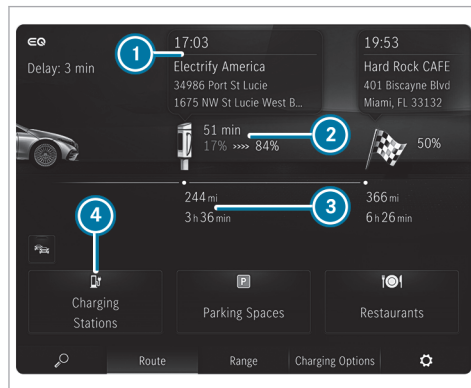 EQ
Delay: 3 min
17:03
Electrify America
34986 Port St Lucie
1675 NW St Lucie West B...
19:53
Hard Rock CAFE
401 Biscayne Blvd
Miami, FL 33132
1
51 min
17% »»» 84%
2
50%
244 mi
3 h 36 min
3
366 mi
6 h 26 min
4
Charging
Stations
P
Parking Spaces
Restaurants
Route
Range
Charging Options